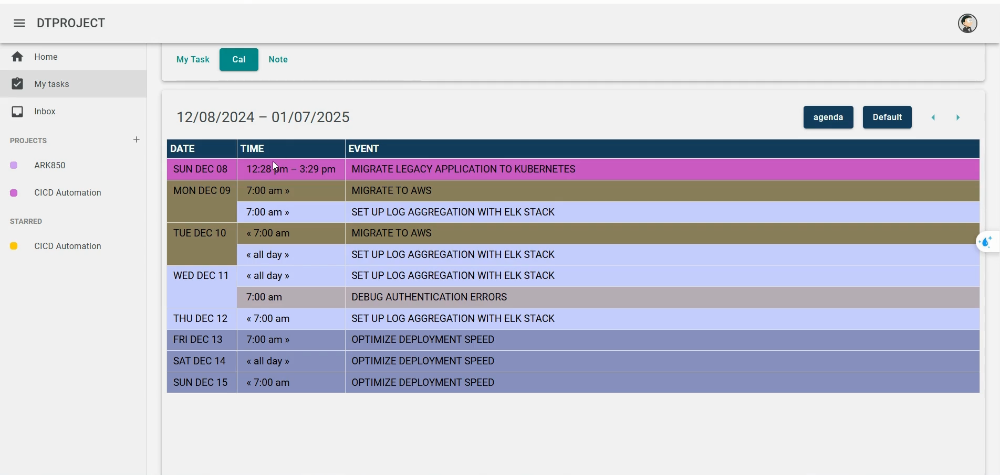 DTPROJECT
Home
My tasks
Inbox
PROJECTS +
ARK850
CICD Automation
STARRED
CICD Automation
My Task Cal Note
12/08/2024 – 01/07/2025 agenda Default
DATE TIME EVENT
SUN DEC 08 12:28 pm – 3:29 pm MIGRATE LEGACY APPLICATION TO KUBERNETES
MON DEC 09 7:00 am » MIGRATE TO AWS
7:00 am » SET UP LOG AGGREGATION WITH ELK STACK
TUE DEC 10 « 7:00 am MIGRATE TO AWS
« all day » SET UP LOG AGGREGATION WITH ELK STACK
WED DEC 11 « all day » SET UP LOG AGGREGATION WITH ELK STACK
7:00 am DEBUG AUTHENTICATION ERRORS
THU DEC 12 « 7:00 am SET UP LOG AGGREGATION WITH ELK STACK
FRI DEC 13 7:00 am » OPTIMIZE DEPLOYMENT SPEED
SAT DEC 14 « all day » OPTIMIZE DEPLOYMENT SPEED
SUN DEC 15 « 7:00 am OPTIMIZE DEPLOYMENT SPEED